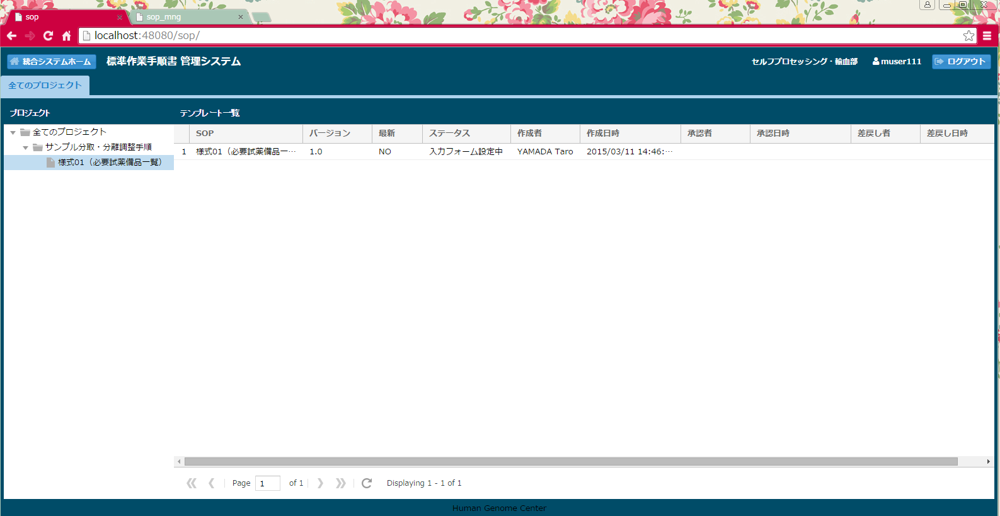 sop
sop_mng
localhost:48080/sop/
統合システムホーム 標準作業手順書 管理システム セルフプロセッシング・輸血部 muser111 ログアウト
全てのプロジェクト
プロジェクト テンプレート一覧
全てのプロジェクト
サンプル分取・分離調整手順
様式01（必要試薬備品一覧）
SOP バージョン 最新 ステータス 作成者 作成日時 承認者 承認日時 差戻し者 差戻し日時
1 様式01（必要試薬備品一… 1.0 NO 入力フォーム設定中 YAMADA Taro 2015/03/11 14:46:…
Page 1 of 1 Displaying 1 - 1 of 1
Human Genome Center